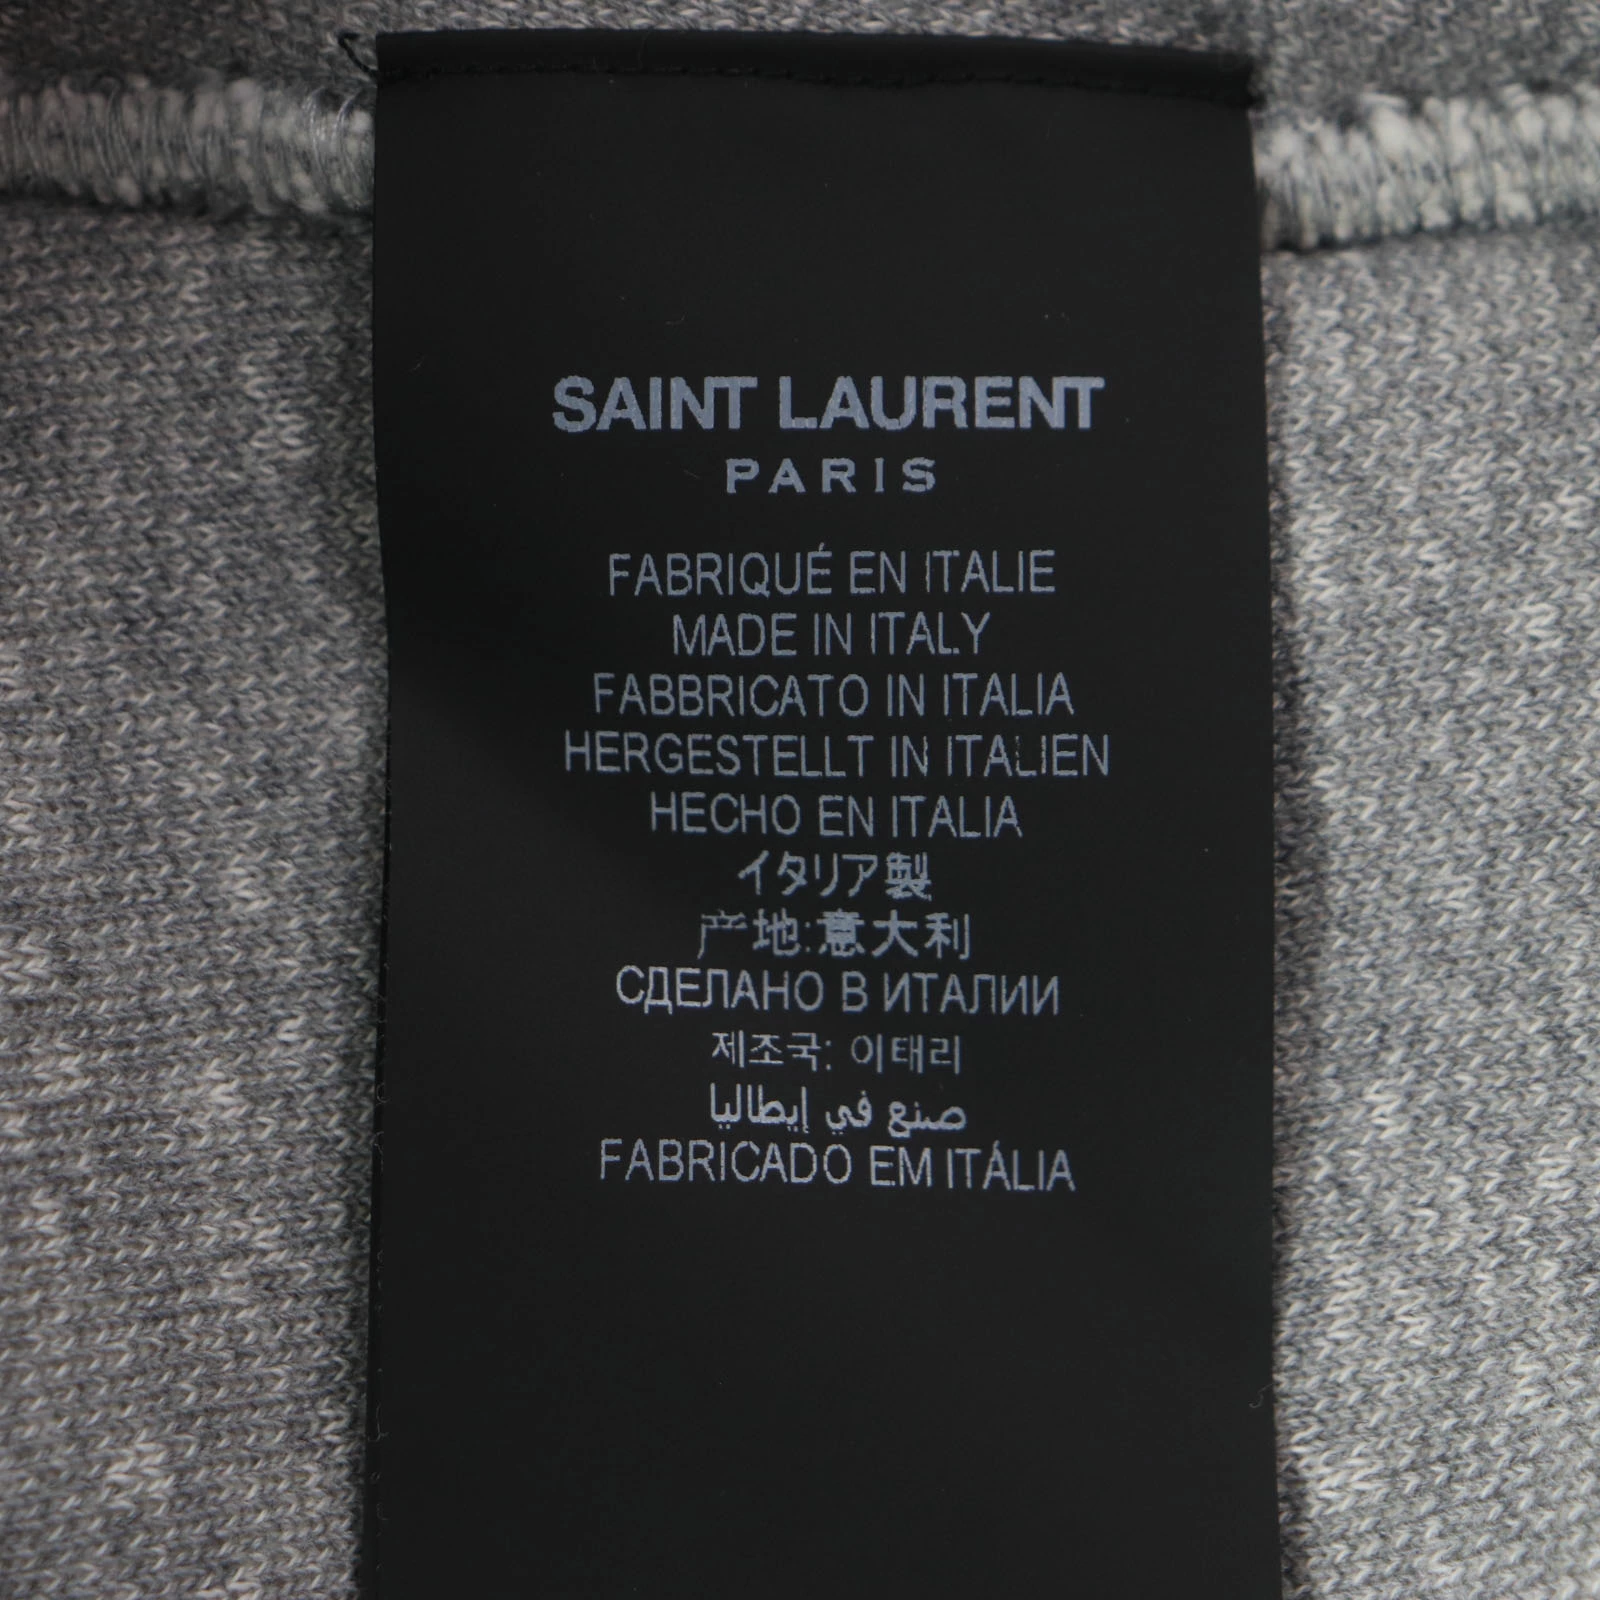 SAINT LAURENT
PARIS
FABRIQUÉ EN ITALIE
MADE IN ITALY
FABBRICATO IN ITALIA
HERGESTELLT IN ITALIEN
HECHO EN ITALIA
イタリア製
产地:意大利
СДЕЛАНО В ИТАЛИИ
제조국: 이태리
صنع في إيطاليا
FABRICADO EM ITÁLIA